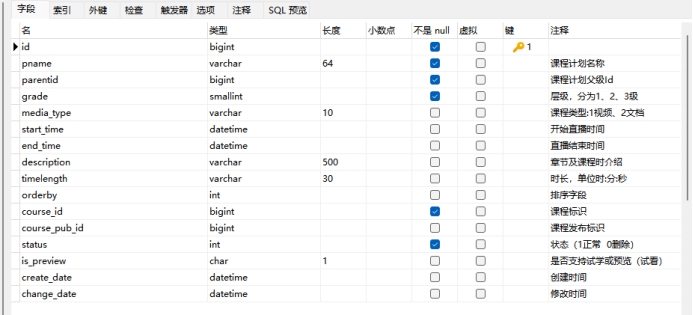 字段 索引 外键 检查 触发器 选项 注释 SQL 预览
名 类型 长度 小数点 不是 null 虚拟 键 注释
id bigint 1
pname varchar 64 课程计划名称
parentid bigint 课程计划父级Id
grade smallint 层级，分为1、2、3级
media_type varchar 10 课程类型:1视频、2文档
start_time datetime 开始直播时间
end_time datetime 直播结束时间
description varchar 500 章节及课程时介绍
timelength varchar 30 时长，单位时:分:秒
orderby int 排序字段
course_id bigint 课程标识
course_pub_id bigint 课程发布标识
status int 状态（1正常 0删除）
is_preview char 1 是否支持试学或预览（试看）
create_date datetime 创建时间
change_date datetime 修改时间